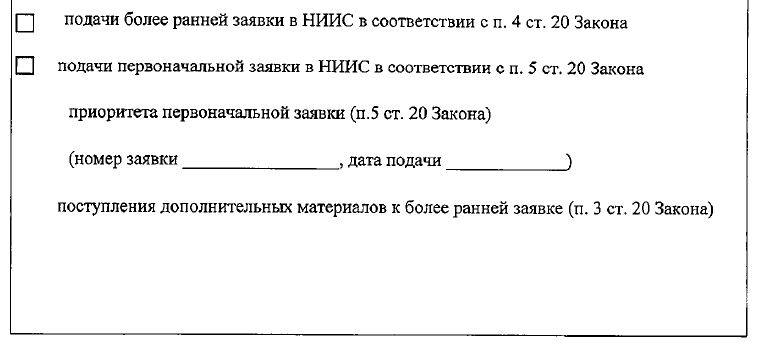 подачи более ранней заявки в НИИС в соответствии с п. 4 ст. 20 Закона
подачи первоначальной заявки в НИИС в соответствии с п. 5 ст. 20 Закона
приоритета первоначальной заявки (п.5 ст. 20 Закона)
(номер заявки _________________, дата подачи _____________)
поступления дополнительных материалов к более ранней заявке (п. 3 ст. 20 Закона)